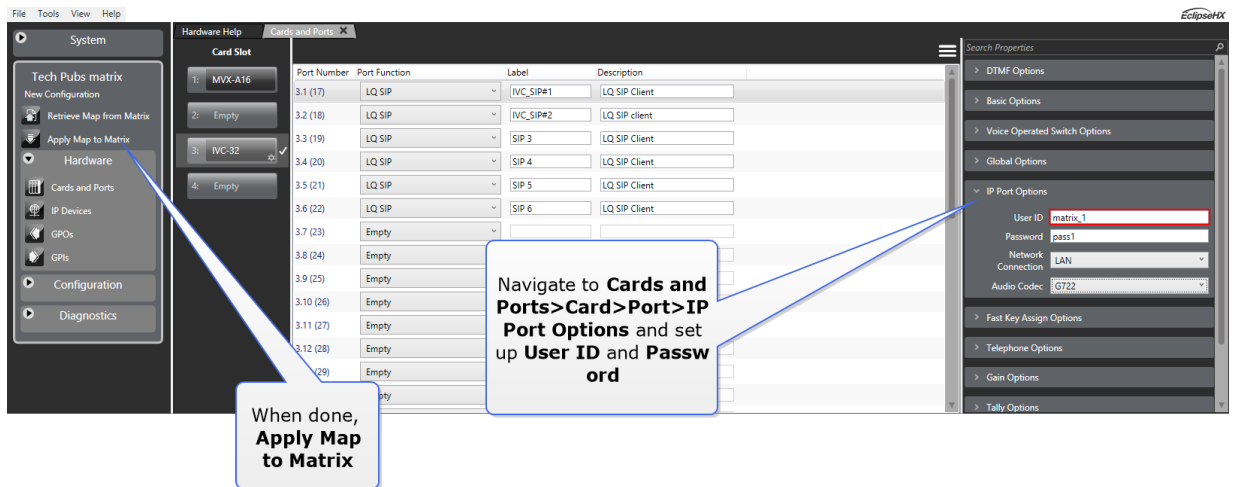 File Tools View Help
EclipseHX
System
Tech Pubs matrix
New Configuration
Retrieve Map from Matrix
Apply Map to Matrix
Hardware
Cards and Ports
IP Devices
GPOs
GPIs
Configuration
Diagnostics
Hardware Help Cards and Ports X
Card Slot
1: MVX-A16
2: Empty
3: IVC-32
4: Empty
Port Number Port Function Label Description
3.1 (17) LQ SIP IVC_SIP#1 LQ SIP Client
3.2 (18) LQ SIP IVC_SIP#2 LQ SIP client
3.3 (19) LQ SIP SIP 3 LQ SIP Client
3.4 (20) LQ SIP SIP 4 LQ SIP Client
3.5 (21) LQ SIP SIP 5 LQ SIP Client
3.6 (22) LQ SIP SIP 6 LQ SIP Client
3.7 (23) Empty
3.8 (24) Empty
3.9 (25) Empty
3.10 (26) Empty
3.11 (27) Empty
3.12 (28) Empty
(29) Empty
Search Properties
DTMF Options
Basic Options
Voice Operated Switch Options
Global Options
IP Port Options
User ID matrix_1
Password pass1
Network
Connection LAN
Audio Codec G722
Fast Key Assign Options
Telephone Options
Gain Options
Tally Options
Navigate to Cards and
Ports>Card>Port>IP
Port Options and set
up User ID and Passw
ord
When done,
Apply Map
to Matrix